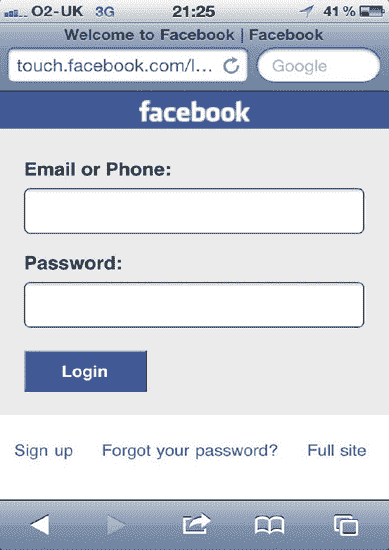 O2-UK 3G 21:25 41 %
Welcome to Facebook | Facebook
touch.facebook.com/l... Google
facebook
Email or Phone:
Password:
Login
Sign up Forgot your password? Full site